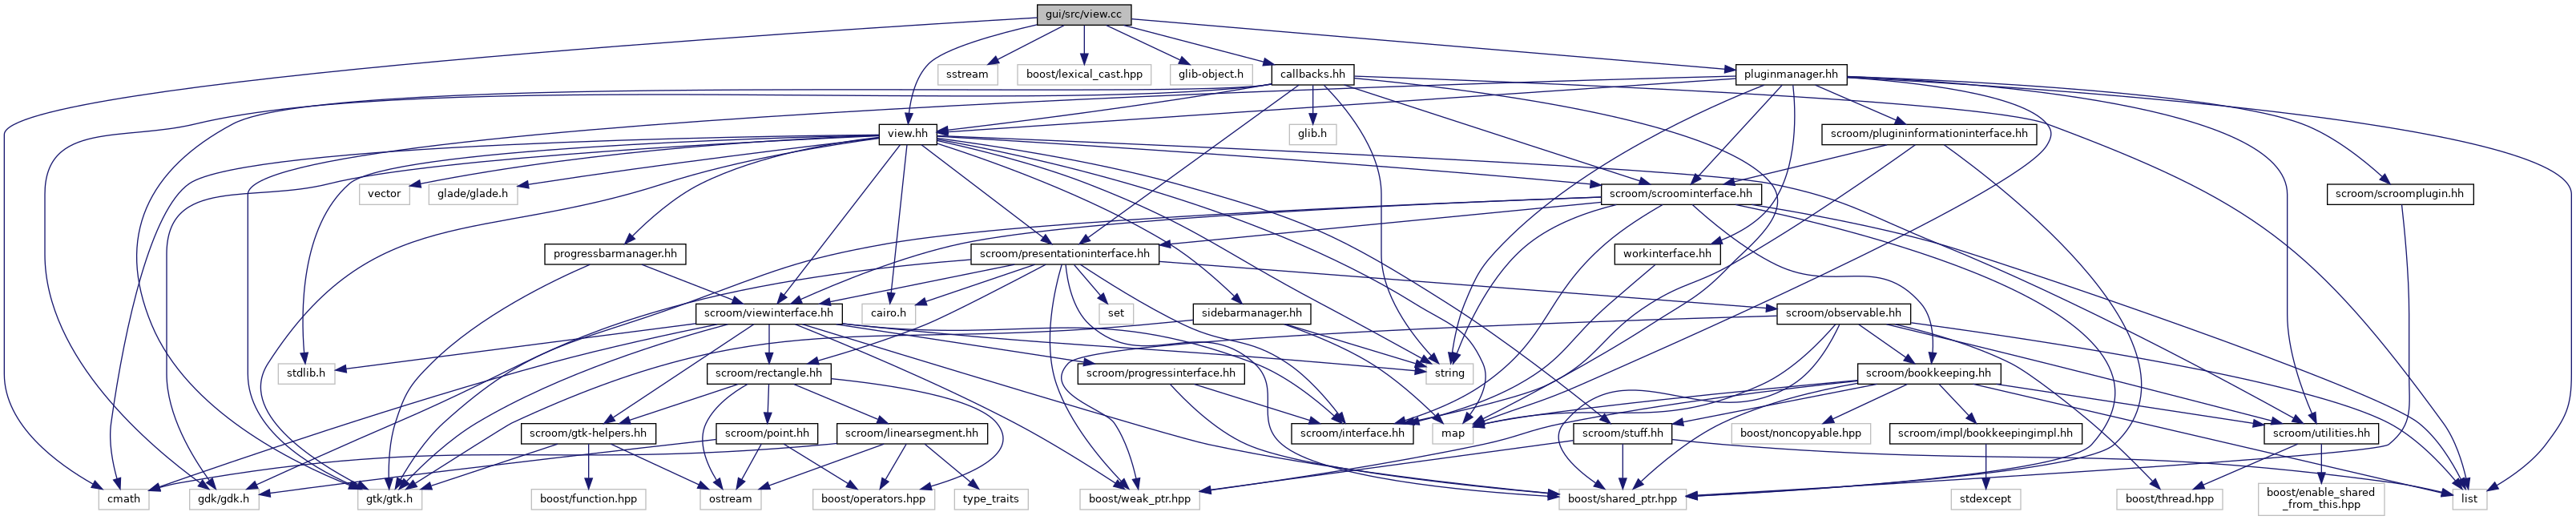 gui/src/view.cc
sstream
boost/lexical_cast.hpp
glib-object.h
callbacks.hh
pluginmanager.hh
view.hh
glib.h
scroom/plugininformationinterface.hh
vector
glade/glade.h
scroom/scroominterface.hh
scroom/scroomplugin.hh
progressbarmanager.hh
scroom/presentationinterface.hh
workinterface.hh
scroom/viewinterface.hh
cairo.h
set
sidebarmanager.hh
scroom/observable.hh
stdlib.h
scroom/rectangle.hh
scroom/progressinterface.hh
string
scroom/bookkeeping.hh
scroom/gtk-helpers.hh
scroom/point.hh
scroom/linearsegment.hh
scroom/interface.hh
map
scroom/stuff.hh
boost/noncopyable.hpp
scroom/impl/bookkeepingimpl.hh
scroom/utilities.hh
cmath
gdk/gdk.h
gtk/gtk.h
boost/function.hpp
ostream
boost/operators.hpp
type_traits
boost/weak_ptr.hpp
boost/shared_ptr.hpp
stdexcept
boost/thread.hpp
boost/enable_shared
_from_this.hpp
list